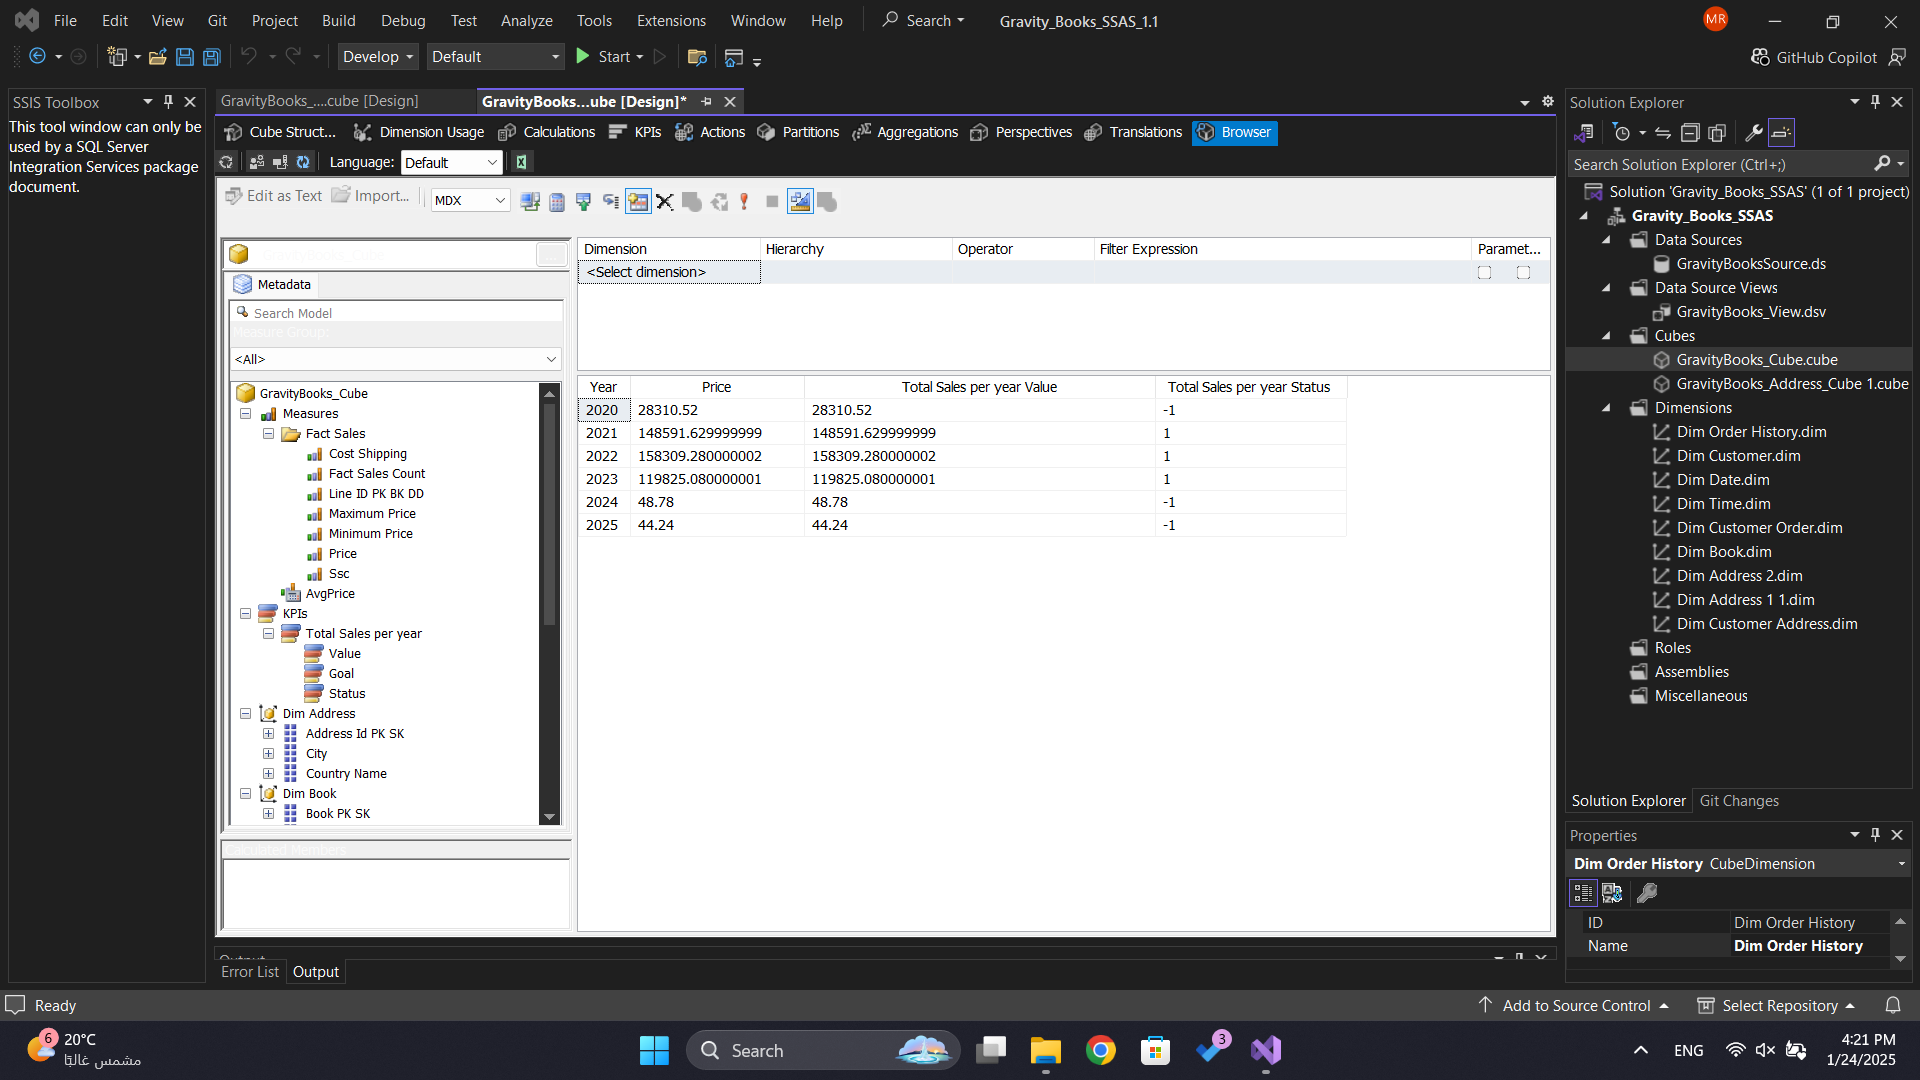 File Edit View Git Project Build Debug Test Analyze Tools Extensions Window Help Search Gravity_Books_SSAS_1.1 MR
Develop Default Start GitHub Copilot
SSIS Toolbox
This tool window can only be
used by a SQL Server
Integration Services package
document.
GravityBooks_....cube [Design] GravityBooks...ube [Design]*
Cube Struct... Dimension Usage Calculations KPIs Actions Partitions Aggregations Perspectives Translations Browser
Language: Default
Edit as Text Import... MDX
Metadata
Search Model
Measure Group:
<All>
GravityBooks_Cube
Measures
Fact Sales
Cost Shipping
Fact Sales Count
Line ID PK BK DD
Maximum Price
Minimum Price
Price
Ssc
AvgPrice
KPIs
Total Sales per year
Value
Goal
Status
Dim Address
Address Id PK SK
City
Country Name
Dim Book
Book PK SK
Calculated Members
Dimension Hierarchy Operator Filter Expression Paramet...
<Select dimension>
Year Price Total Sales per year Value Total Sales per year Status
2020 28310.52 28310.52 -1
2021 148591.629999999 148591.629999999 1
2022 158309.280000002 158309.280000002 1
2023 119825.080000001 119825.080000001 1
2024 48.78 48.78 -1
2025 44.24 44.24 -1
Output
Error List Output
Solution Explorer
Search Solution Explorer (Ctrl+;)
Solution 'Gravity_Books_SSAS' (1 of 1 project)
Gravity_Books_SSAS
Data Sources
GravityBooksSource.ds
Data Source Views
GravityBooks_View.dsv
Cubes
GravityBooks_Cube.cube
GravityBooks_Address_Cube 1.cube
Dimensions
Dim Order History.dim
Dim Customer.dim
Dim Date.dim
Dim Time.dim
Dim Customer Order.dim
Dim Book.dim
Dim Address 2.dim
Dim Address 1 1.dim
Dim Customer Address.dim
Roles
Assemblies
Miscellaneous
Solution Explorer Git Changes
Properties
Dim Order History CubeDimension
ID Dim Order History
Name Dim Order History
Ready Add to Source Control Select Repository
6 20°C
مشمس غالبًا
Search 3 ENG 4:21 PM
1/24/2025